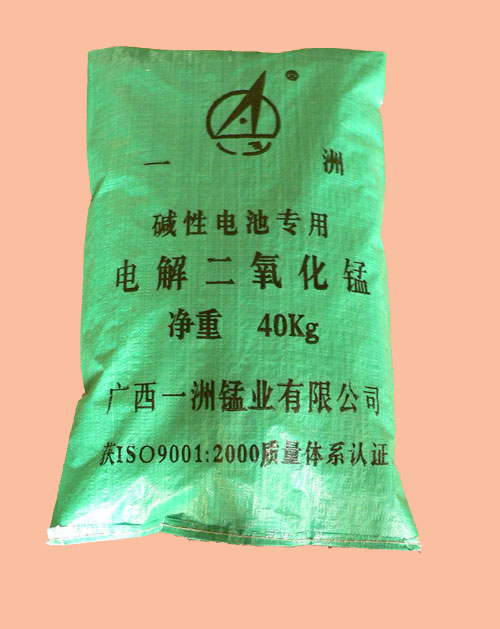 ®
一洲
碱性电池专用
电解二氧化锰
净重 40Kg
广西一洲锰业有限公司
获ISO9001:2000质量体系认证